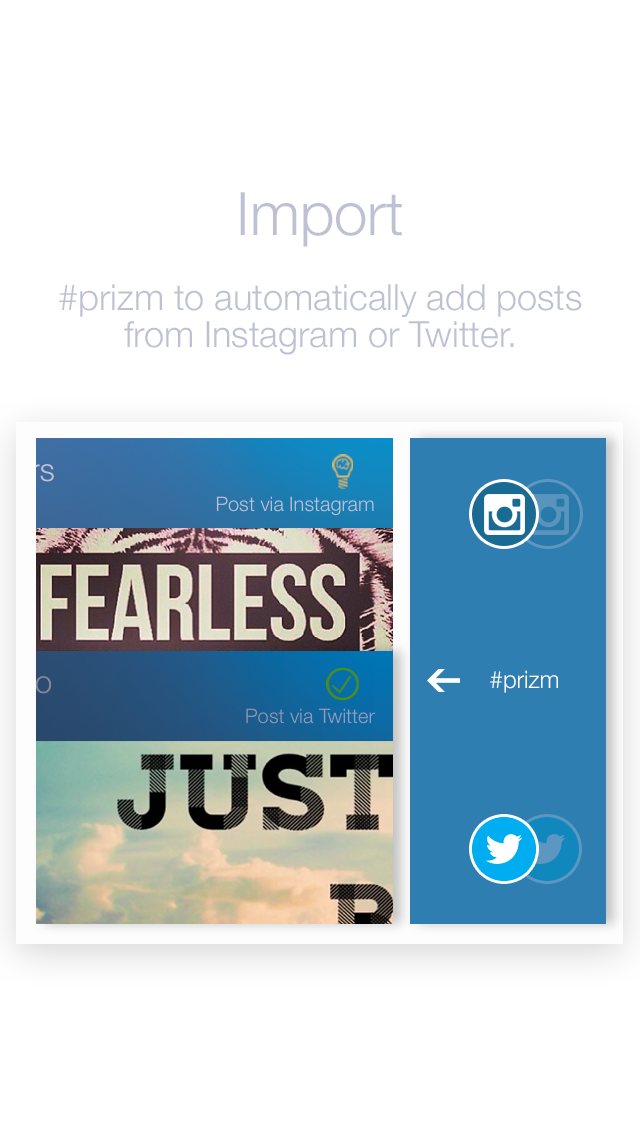 Import
#prizm to automatically add posts
from Instagram or Twitter.
rs
Post via Instagram
FEARLESS
o
Post via Twitter
JUST
B
#prizm